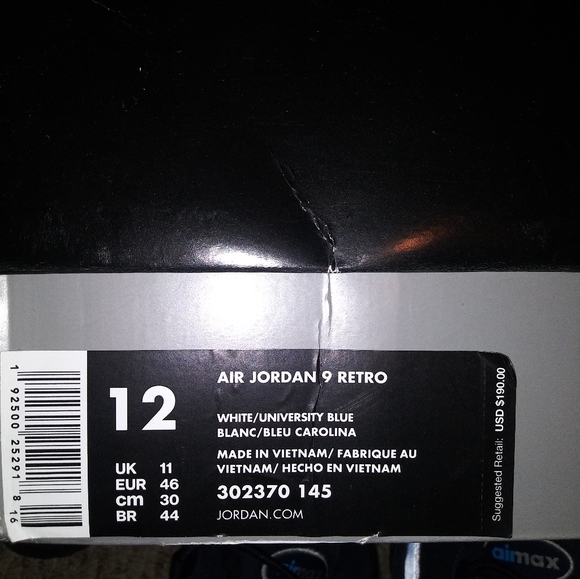 AIR JORDAN 9 RETRO
12
WHITE/UNIVERSITY BLUE
BLANC/BLEU CAROLINA
MADE IN VIETNAM/ FABRIQUE AU
VIETNAM/ HECHO EN VIETNAM
UK 11
EUR 46
cm 30
BR 44
302370 145
JORDAN.COM
1 92500 25291 8 16
Suggested Retail: USD $190.00
airmax